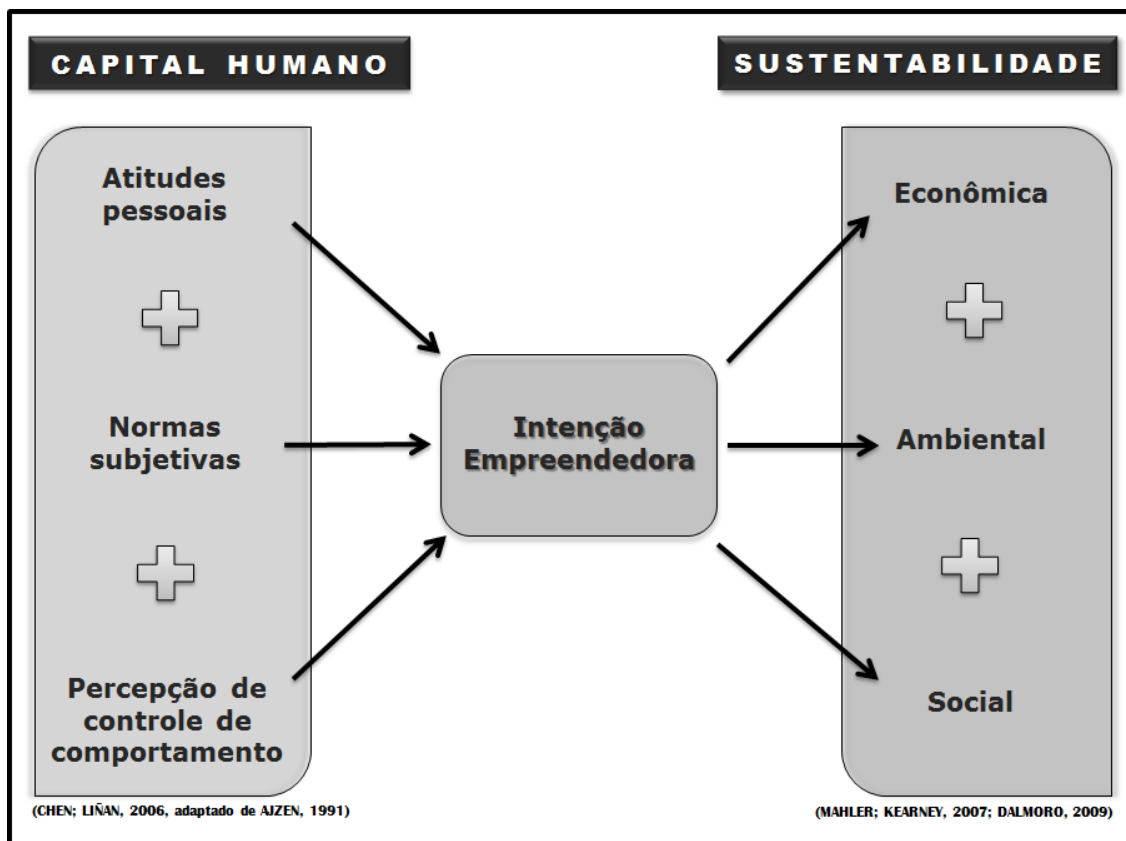 CAPITAL HUMANO
Atitudes
pessoais
Normas
subjetivas
Percepção de
controle de
comportamento
(CHEN; LIÑAN, 2006, adaptado de AJZEN, 1991)
Intenção
Empreendedora
SUSTENTABILIDADE
Econômica
Ambiental
Social
(MAHLER; KEARNEY, 2007; DALMORO, 2009)